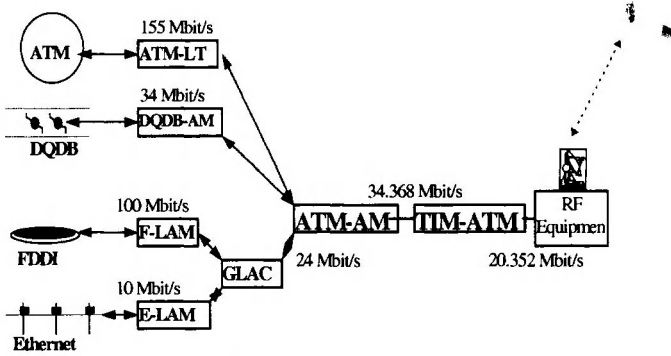 155 Mbit/s
ATM
ATM-LT
34 Mbit/s
DQDB-AM
DQDB
34.368 Mbit/s
100 Mbit/s
ATM-AM
TIM-ATM
RF
Equipmen
F-LAM
FDDI
GLAC
24 Mbit/s
20.352 Mbit/s
10 Mbit/s
E-LAM
Ethernet